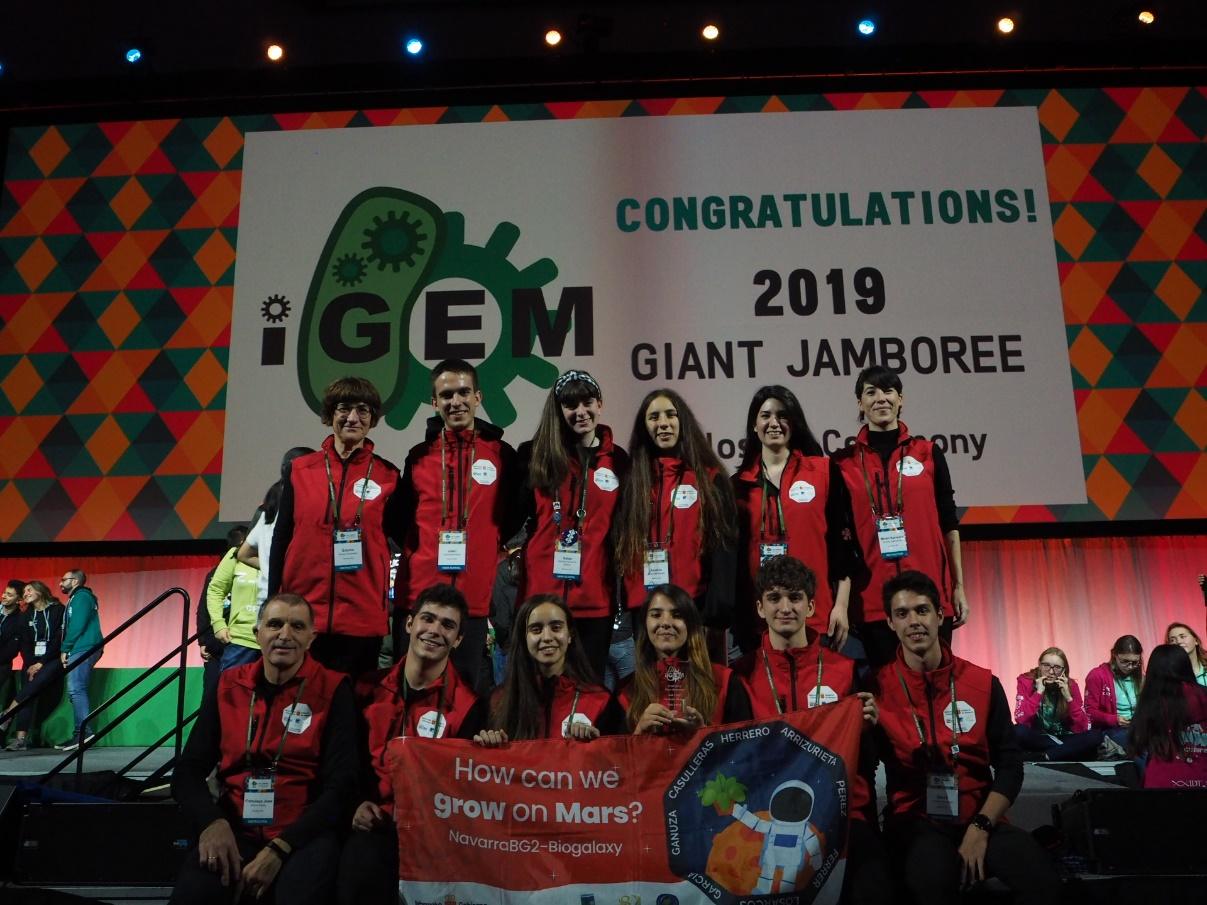 iGEM
CONGRATULATIONS!
2019
GIANT JAMBOREE
How can we
grow on Mars?
NavarraBG2-Biogalaxy
GARCIA GANUZA CASULLERAS HERRERO ARRIZURIETA PEREZ FERRER LOSARCOS